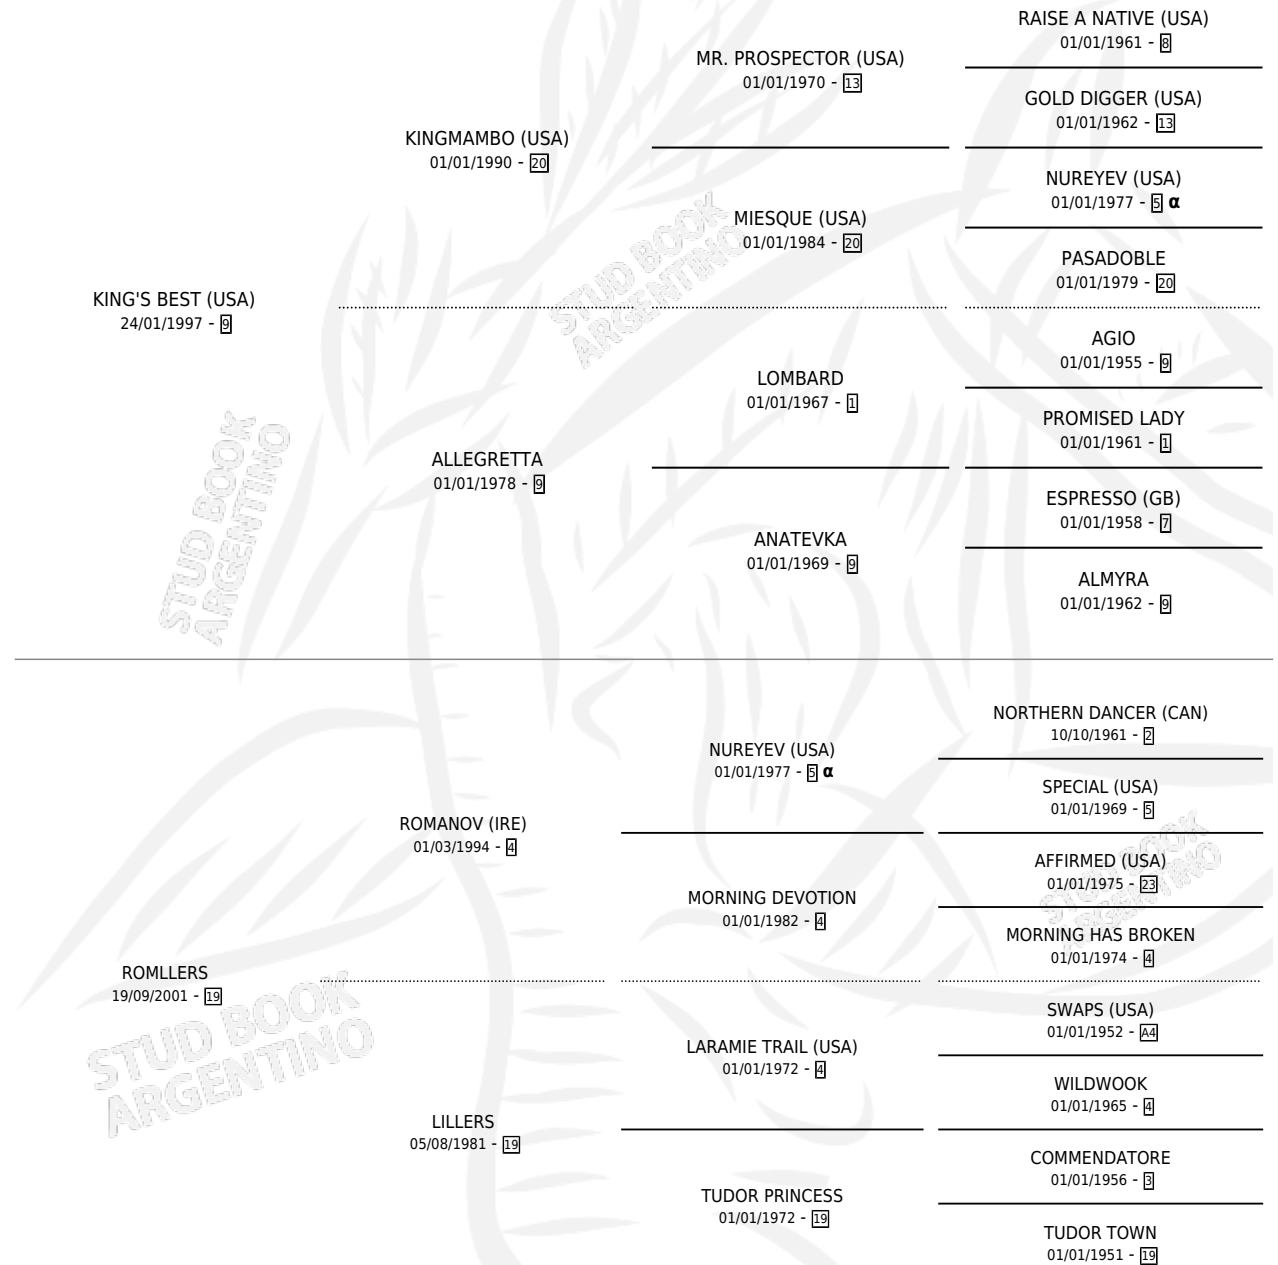 RAISE A NATIVE (USA)
01/01/1961 - 8
MR. PROSPECTOR (USA)
01/01/1970 - 13
GOLD DIGGER (USA)
01/01/1962 - 13
KINGMAMBO (USA)
01/01/1990 - 20
NUREYEV (USA)
01/01/1977 - 5 α
MIESQUE (USA)
01/01/1984 - 20
PASADOBLE
01/01/1979 - 20
KING'S BEST (USA)
24/01/1997 - 9
AGIO
01/01/1955 - 9
LOMBARD
01/01/1967 - 1
PROMISED LADY
01/01/1961 - 1
ALLEGRETTA
01/01/1978 - 9
ESPRESSO (GB)
01/01/1958 - 7
ANATEVKA
01/01/1969 - 9
ALMYRA
01/01/1962 - 9
NORTHERN DANCER (CAN)
10/10/1961 - 2
NUREYEV (USA)
01/01/1977 - 5 α
SPECIAL (USA)
01/01/1969 - 5
ROMANOV (IRE)
01/03/1994 - 4
AFFIRMED (USA)
01/01/1975 - 23
MORNING DEVOTION
01/01/1982 - 4
MORNING HAS BROKEN
01/01/1974 - 4
ROMLLERS
19/09/2001 - 19
SWAPS (USA)
01/01/1952 - A4
LARAMIE TRAIL (USA)
01/01/1972 - 4
WILDWOOK
01/01/1965 - 4
LILLERS
05/08/1981 - 19
COMMENDATORE
01/01/1956 - 3
TUDOR PRINCESS
01/01/1972 - 19
TUDOR TOWN
01/01/1951 - 19
STUD BOOK
ARGENTINO
STUD BOOK
ARGENTINO
STUD BOOK
ARGENTINO
STUD BOOK
ARGENTINO